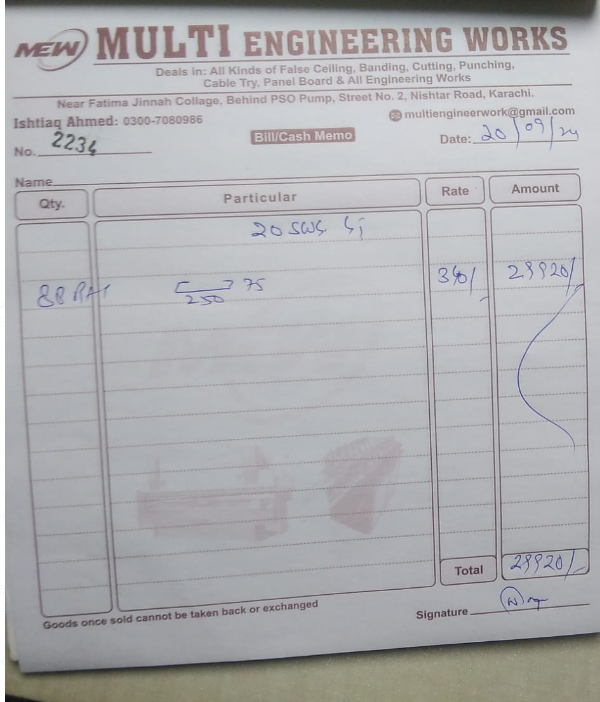 MEW MULTI ENGINEERING WORKS
Deals in: All Kinds of False Ceiling, Banding, Cutting, Punching,
Cable Try, Panel Board & All Engineering Works
Near Fatima Jinnah Collage, Behind PSO Pump, Street No. 2, Nishtar Road, Karachi.
Ishtiaq Ahmed: 0300-7080986 multiengineerwork@gmail.com
No. 2234 Bill/Cash Memo Date: 20/09/24
Name
Qty. Particular Rate Amount
20 SWG
88 RFT 250 75 340/ 29920/
Total 29920/
Goods once sold cannot be taken back or exchanged Signature